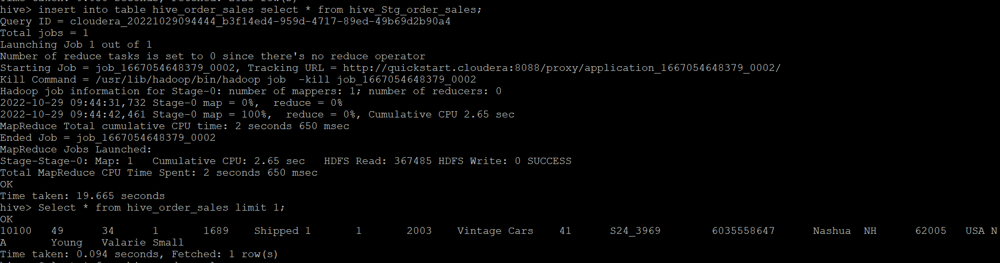 hive> insert into table hive_order_sales select * from hive_Stg_order_sales;
Query ID = cloudera_20221029094444_b3f14ed4-959d-4717-89ed-49b69d2b90a4
Total jobs = 1
Launching Job 1 out of 1
Number of reduce tasks is set to 0 since there's no reduce operator
Starting Job = job_1667054648379_0002, Tracking URL = http://quickstart.cloudera:8088/proxy/application_1667054648379_0002/
Kill Command = /usr/lib/hadoop/bin/hadoop job  -kill job_1667054648379_0002
Hadoop job information for Stage-0: number of mappers: 1; number of reducers: 0
2022-10-29 09:44:31,732 Stage-0 map = 0%,  reduce = 0%
2022-10-29 09:44:42,461 Stage-0 map = 100%,  reduce = 0%, Cumulative CPU 2.65 sec
MapReduce Total cumulative CPU time: 2 seconds 650 msec
Ended Job = job_1667054648379_0002
MapReduce Jobs Launched:
Stage-Stage-0: Map: 1   Cumulative CPU: 2.65 sec   HDFS Read: 367485 HDFS Write: 0 SUCCESS
Total MapReduce CPU Time Spent: 2 seconds 650 msec
OK
Time taken: 19.665 seconds
hive> Select * from hive_order_sales limit 1;
OK
10100   49      34      1       1689    Shipped 1       1       2003    Vintage Cars    41      S24_3969        6035558647      Nashua  NH      62005   USA N
A       Young   Valarie Small
Time taken: 0.094 seconds, Fetched: 1 row(s)